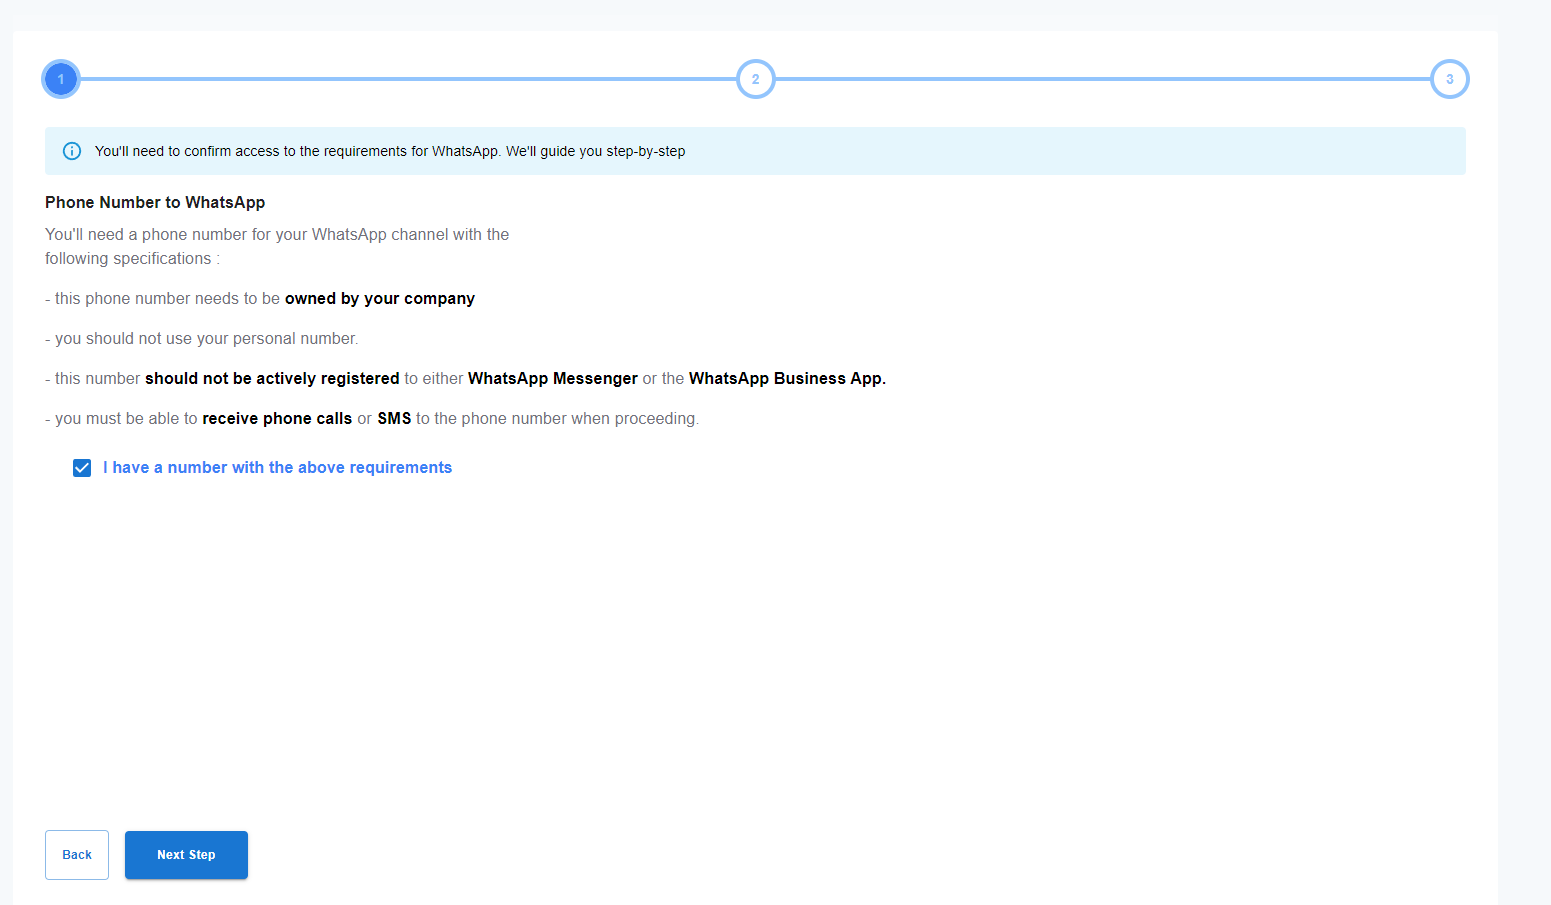 1
2
3
You'll need to confirm access to the requirements for WhatsApp. We'll guide you step-by-step
Phone Number to WhatsApp
You'll need a phone number for your WhatsApp channel with the
following specifications :
- this phone number needs to be owned by your company
- you should not use your personal number.
- this number should not be actively registered to either WhatsApp Messenger or the WhatsApp Business App.
- you must be able to receive phone calls or SMS to the phone number when proceeding.
I have a number with the above requirements
Back
Next Step